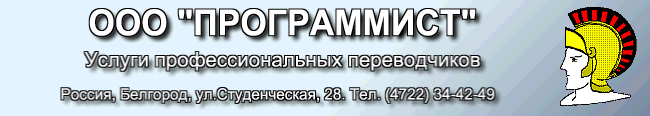 ООО "ПРОГРАММИСТ"
Услуги профессиональных переводчиков
Россия, Белгород, ул.Студенческая, 28. Тел. (4722) 34-42-49